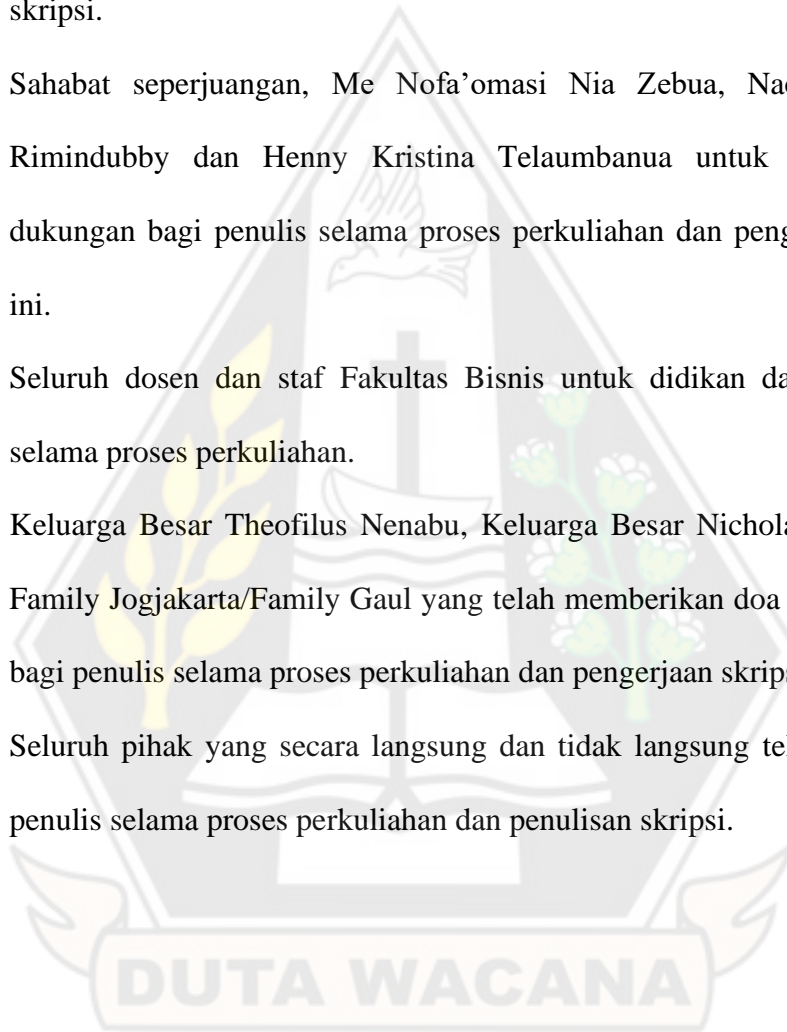 skripsi.
Sahabat seperjuangan, Me Nofa’omasi Nia Zebua,
Rimindubby dan Henny Kristina Telaumbanua untuk
dukungan bagi penulis selama proses perkuliahan dan
ini.
Seluruh dosen dan staf Fakultas Bisnis untuk didikan
selama proses perkuliahan.
Keluarga Besar Theofilus Nenabu, Keluarga Besar
Family Jogjakarta/Family Gaul yang telah memberikan doa
bagi penulis selama proses perkuliahan dan pengerjaan
Seluruh pihak yang secara langsung dan tidak langsung
penulis selama proses perkuliahan dan penulisan skripsi.
DUTA WACANA